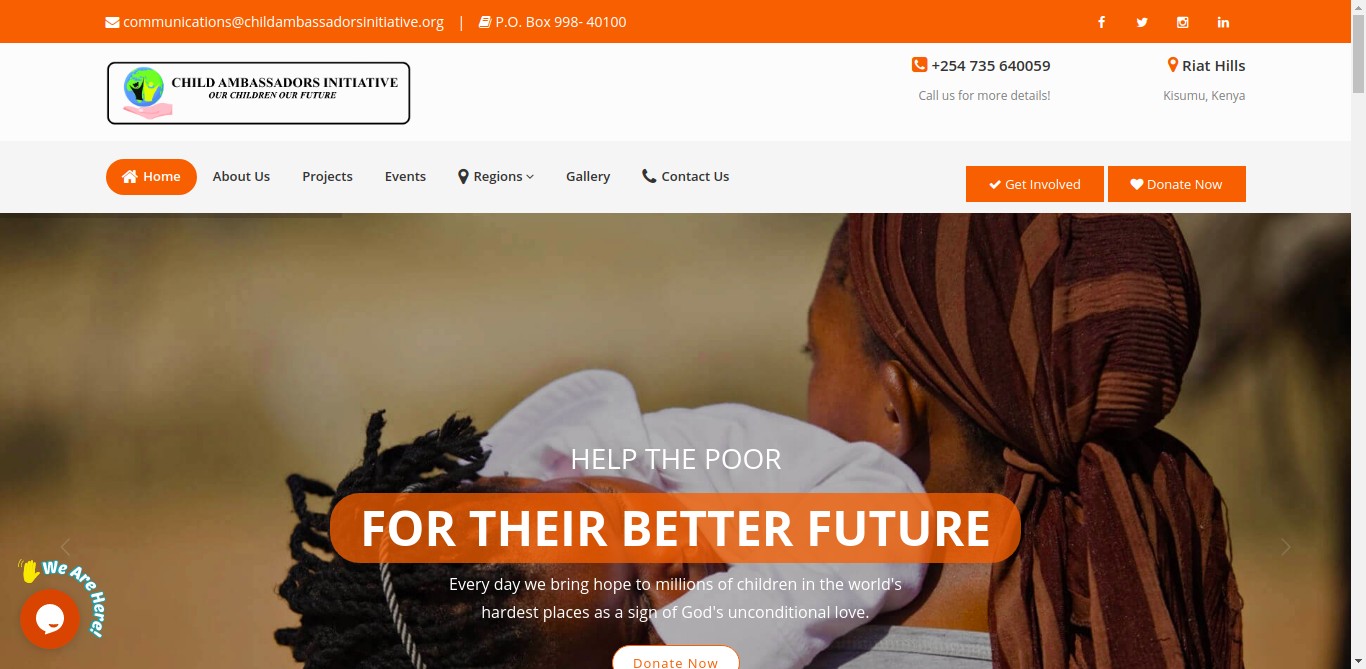 communications@childambassadorsinitiative.org | P.O. Box 998- 40100
CHILD AMBASSADORS INITIATIVE
OUR CHILDREN OUR FUTURE
+254 735 640059
Call us for more details!
Riat Hills
Kisumu, Kenya
Home About Us Projects Events Regions Gallery Contact Us
Get Involved Donate Now
HELP THE POOR
FOR THEIR BETTER FUTURE
Every day we bring hope to millions of children in the world's
hardest places as a sign of God's unconditional love.
We Are Here!
Donate Now